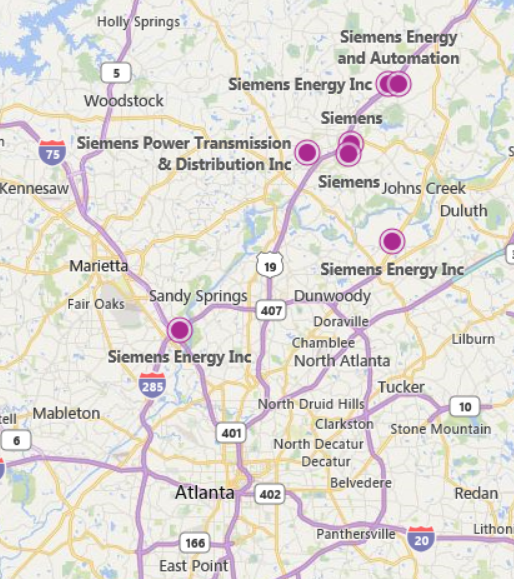 Holly Springs
Siemens Energy
and Automation
5
Siemens Energy Inc
Woodstock
Siemens
75
Siemens Power Transmission
& Distribution Inc
Kennesaw
Siemens
Johns Creek
Duluth
Marietta
19
Siemens Energy Inc
Fair Oaks
Sandy Springs
407
Dunwoody
Doraville
Siemens Energy Inc
Chamblee
Lilburn
North Atlanta
285
Tucker
Mableton
North Druid Hills
10
6
401
Clarkston
Stone Mountain
North Decatur
Decatur
Atlanta
402
Belvedere
Redan
Panthersville
20
Lithon
166
East Point